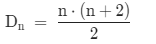 Dₙ = n · (n + 2) / 2